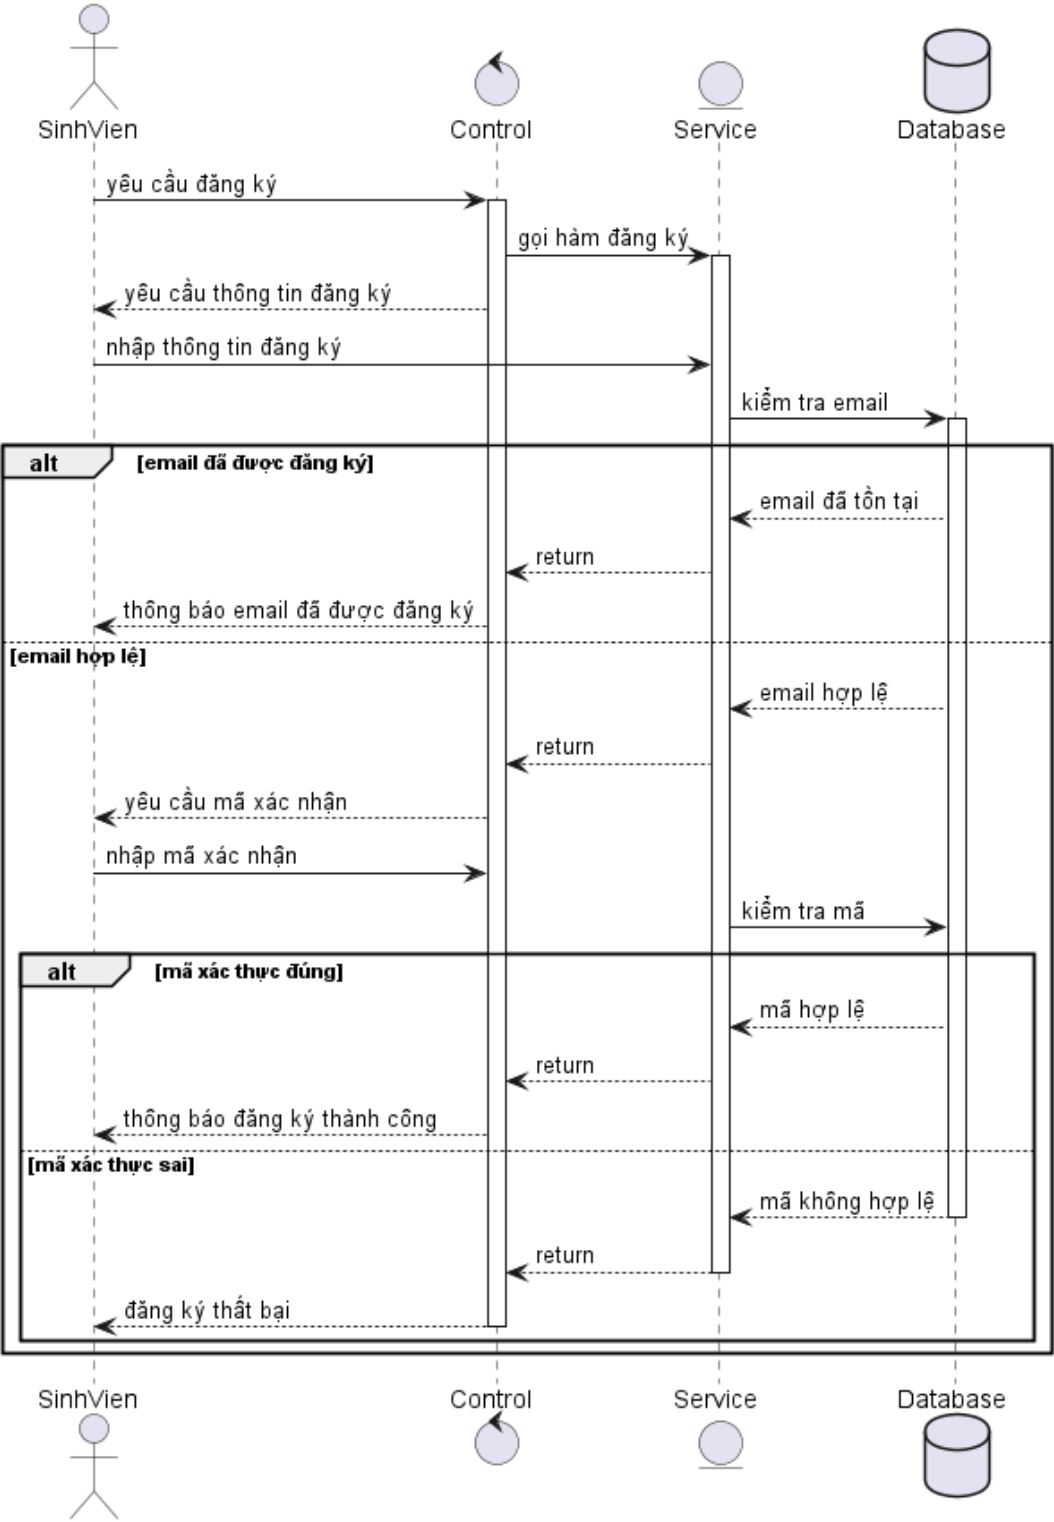 SinhVien
Control
Service
Database
yêu cầu đăng ký
gọi hàm đăng ký
yêu cầu thông tin đăng ký
nhập thông tin đăng ký
kiểm tra email
alt [email đã được đăng ký]
email đã tồn tại
return
thông báo email đã được đăng ký
[email hợp lệ]
email hợp lệ
return
yêu cầu mã xác nhận
nhập mã xác nhận
kiểm tra mã
alt [mã xác thực đúng]
mã hợp lệ
return
thông báo đăng ký thành công
[mã xác thực sai]
mã không hợp lệ
return
đăng ký thất bại
SinhVien
Control
Service
Database